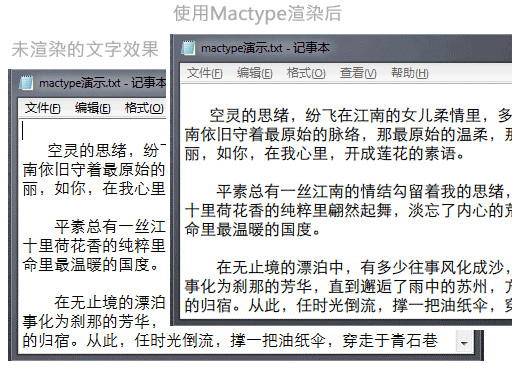 使用Mactype渲染后
未渲染的文字效果
mactype演示.txt - 记事本
文件(F) 编辑(E) 格式(O) 查看(V) 帮助(H)
空灵的思绪，纷飞在江南的女儿柔情里，多
南依旧守着最原始的脉络，那最原始的温柔，那
丽，如你，在我心里，开成莲花的素语。
平素总有一丝江南的情结勾留着我的思绪，
十里荷花香的纯粹里翩然起舞，淡忘了内心的荒
命里最温暖的国度。
在无止境的漂泊中，有多少往事风化成沙，
事化为刹那的芳华，直到邂逅了雨中的苏州，方
的归宿。从此，任时光倒流，撑一把油纸伞，穿
mactype演示.txt - 记事本
文件(F) 编辑(E) 格式(O)
空灵的思绪，纷
南依旧守着最原始的脉
丽，如你，在我心里
平素总有一丝江
十里荷花香的纯粹里
命里最温暖的国度。
在无止境的漂泊
事化为刹那的芳华，
的归宿。从此，任时光倒流，撑一把油纸伞，穿走于青石巷